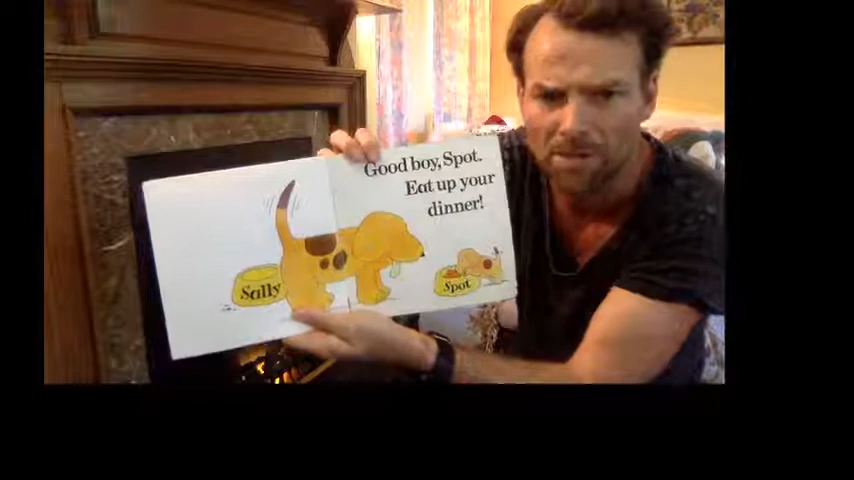 Good boy, Spot.
Eat up your
dinner!
Sally
Spot